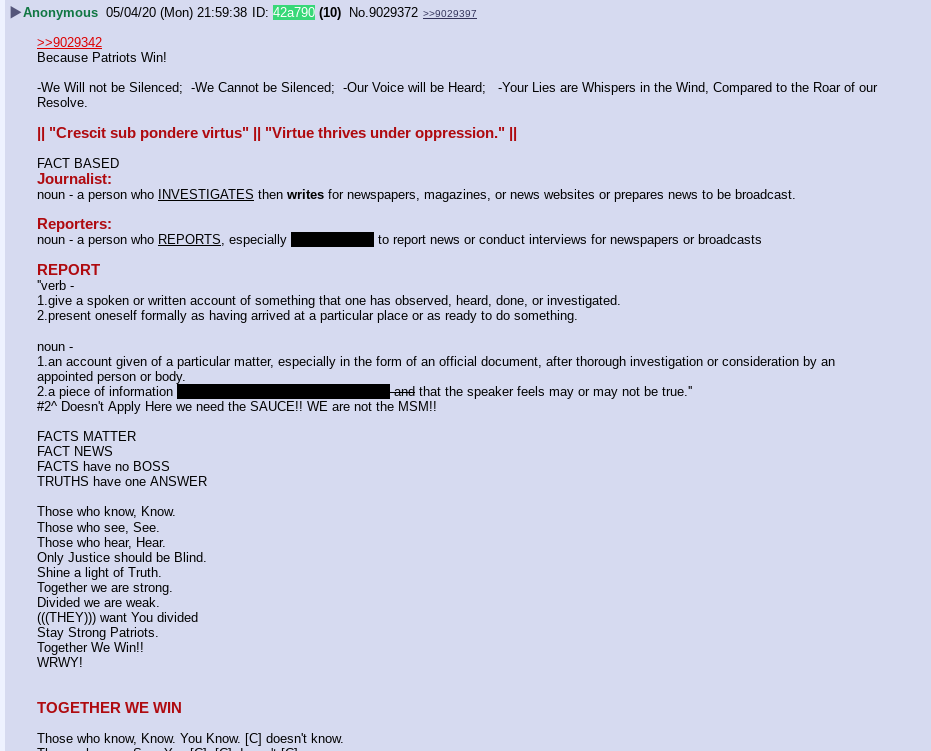 ▶Anonymous 05/04/20 (Mon) 21:59:38 ID: 42a790 (10) No.9029372 >>9029397
>>9029342
Because Patriots Win!
-We Will not be Silenced; -We Cannot be Silenced; -Our Voice will be Heard; -Your Lies are Whispers in the Wind, Compared to the Roar of our
Resolve.
|| "Crescit sub pondere virtus" || "Virtue thrives under oppression." ||
FACT BASED
Journalist:
noun - a person who INVESTIGATES then writes for newspapers, magazines, or news websites or prepares news to be broadcast.
Reporters:
noun - a person who REPORTS, especially to report news or conduct interviews for newspapers or broadcasts
REPORT
"verb -
1.give a spoken or written account of something that one has observed, heard, done, or investigated.
2.present oneself formally as having arrived at a particular place or as ready to do something.
noun -
1.an account given of a particular matter, especially in the form of an official document, after thorough investigation or consideration by an
appointed person or body.
2.a piece of information and that the speaker feels may or may not be true."
#2^ Doesn't Apply Here we need the SAUCE!! WE are not the MSM!!
FACTS MATTER
FACT NEWS
FACTS have no BOSS
TRUTHS have one ANSWER
Those who know, Know.
Those who see, See.
Those who hear, Hear.
Only Justice should be Blind.
Shine a light of Truth.
Together we are strong.
Divided we are weak.
(((THEY))) want You divided
Stay Strong Patriots.
Together We Win!!
WRWY!
TOGETHER WE WIN
Those who know, Know. You Know. [C] doesn't know.